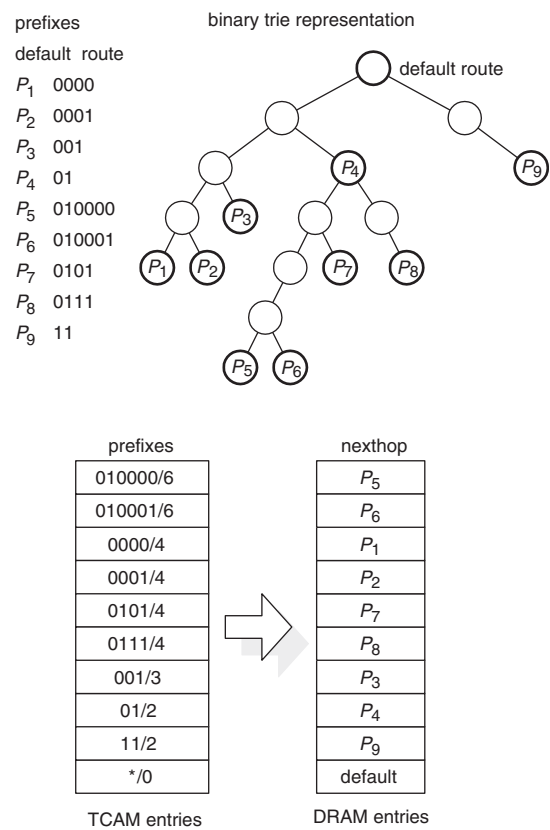 prefixes
binary trie representation
default route
P1 0000
P2 0001
P3 001
P4 01
P5 010000
P6 010001
P7 0101
P8 0111
P9 11
default route
P4
P9
P3
P1
P2
P7
P8
P5
P6
prefixes
nexthop
010000/6
P5
010001/6
P6
0000/4
P1
0001/4
P2
0101/4
P7
0111/4
P8
001/3
P3
01/2
P4
11/2
P9
*/0
default
TCAM entries
DRAM entries